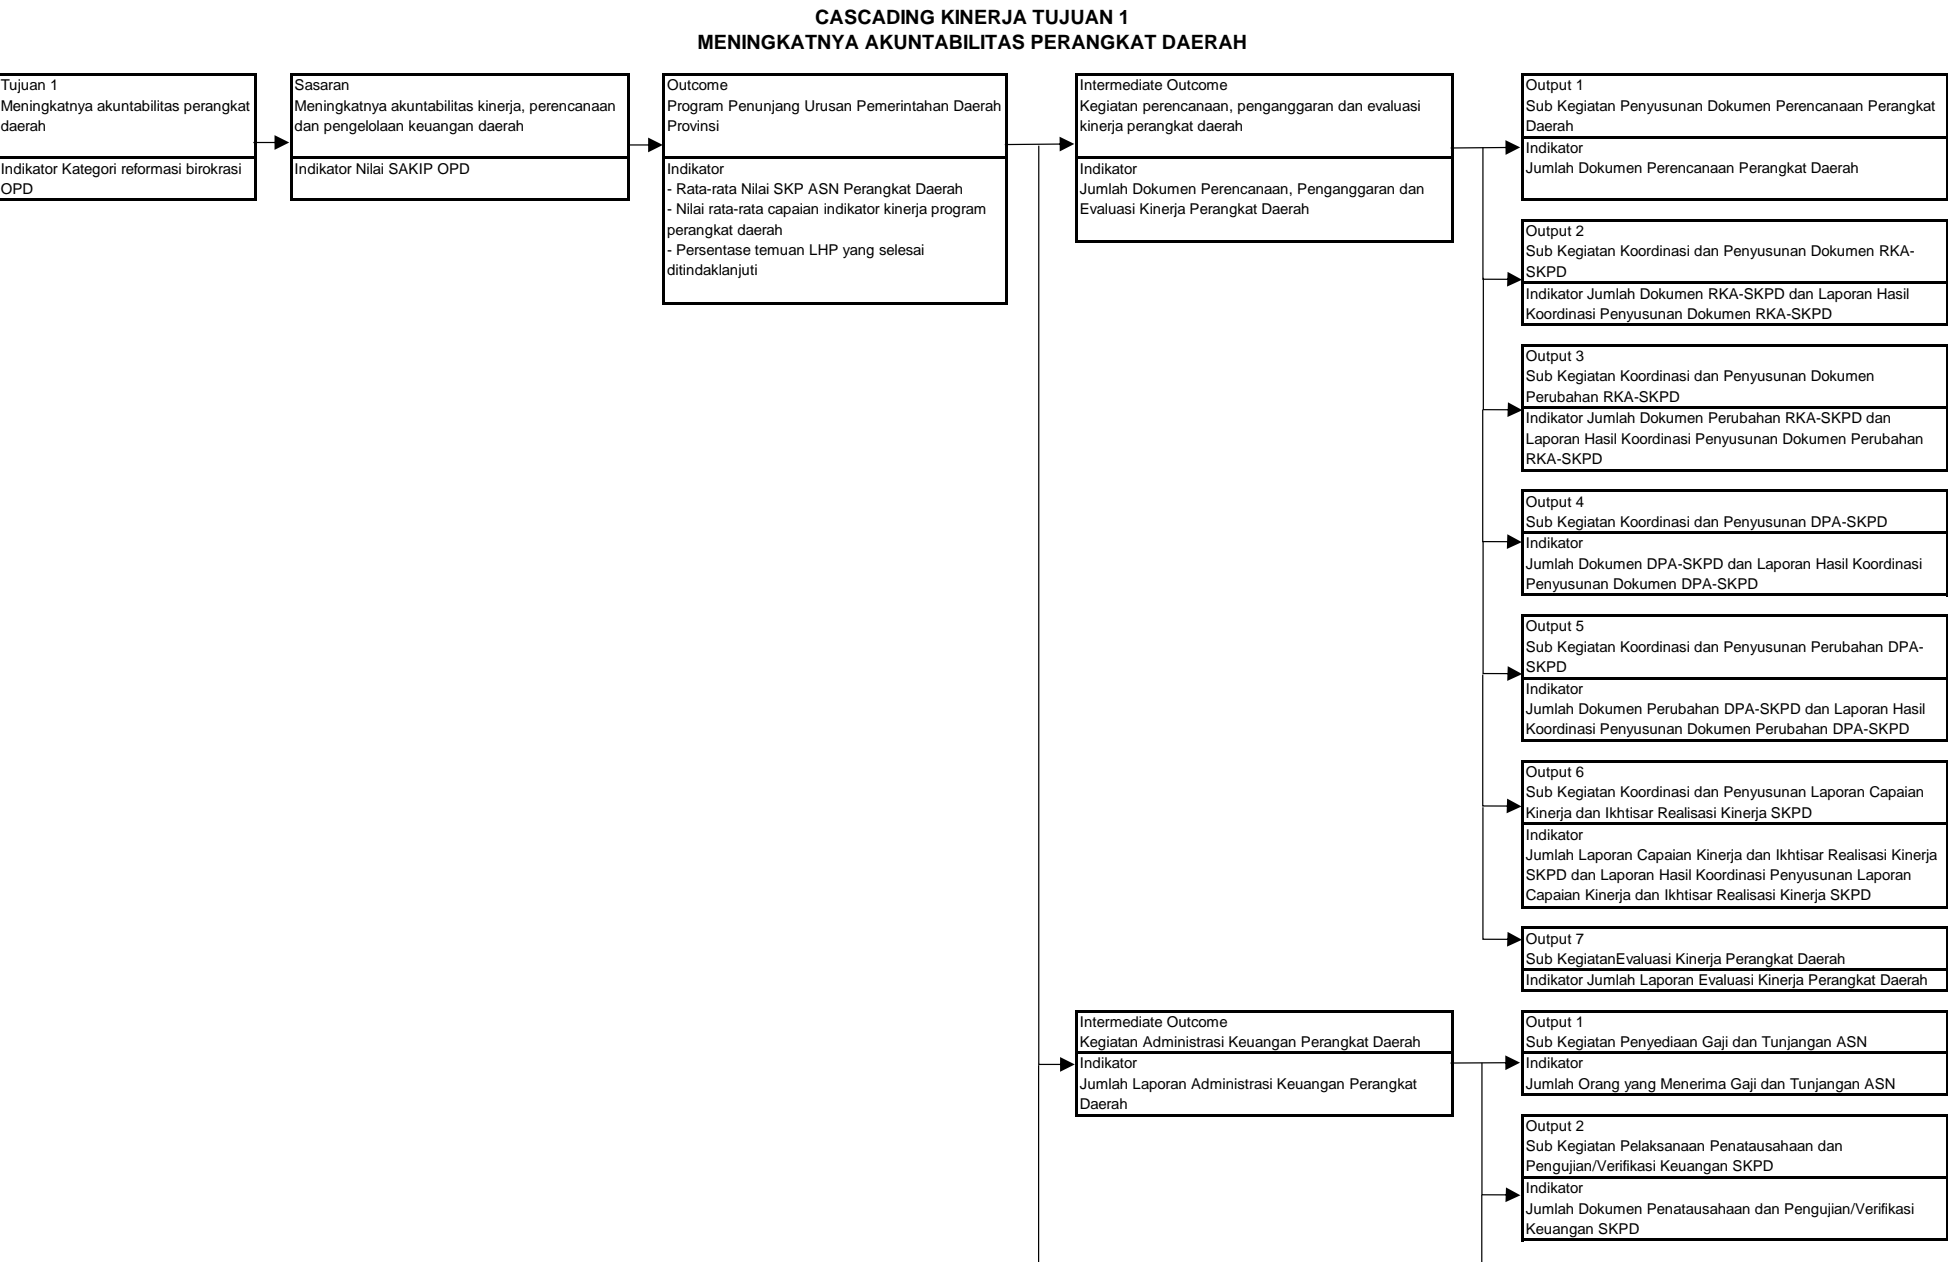 CASCADING KINERJA TUJUAN 1
MENINGKATNYA AKUNTABILITAS PERANGKAT DAERAH
Tujuan 1
Meningkatnya akuntabilitas perangkat
daerah
Indikator Kategori reformasi birokrasi
OPD
Sasaran
Meningkatnya akuntabilitas kinerja, perencanaan
dan pengelolaan keuangan daerah
Indikator Nilai SAKIP OPD
Outcome
Program Penunjang Urusan Pemerintahan Daerah
Provinsi
Indikator
- Rata-rata Nilai SKP ASN Perangkat Daerah
- Nilai rata-rata capaian indikator kinerja program
perangkat daerah
- Persentase temuan LHP yang selesai
ditindaklanjuti
Intermediate Outcome
Kegiatan perencanaan, penganggaran dan evaluasi
kinerja perangkat daerah
Indikator
Jumlah Dokumen Perencanaan, Penganggaran dan
Evaluasi Kinerja Perangkat Daerah
Output 1
Sub Kegiatan Penyusunan Dokumen Perencanaan Perangkat
Daerah
Indikator
Jumlah Dokumen Perencanaan Perangkat Daerah
Output 2
Sub Kegiatan Koordinasi dan Penyusunan Dokumen RKA-
SKPD
Indikator Jumlah Dokumen RKA-SKPD dan Laporan Hasil
Koordinasi Penyusunan Dokumen RKA-SKPD
Output 3
Sub Kegiatan Koordinasi dan Penyusunan Dokumen
Perubahan RKA-SKPD
Indikator Jumlah Dokumen Perubahan RKA-SKPD dan
Laporan Hasil Koordinasi Penyusunan Dokumen Perubahan
RKA-SKPD
Output 4
Sub Kegiatan Koordinasi dan Penyusunan DPA-SKPD
Indikator
Jumlah Dokumen DPA-SKPD dan Laporan Hasil Koordinasi
Penyusunan Dokumen DPA-SKPD
Output 5
Sub Kegiatan Koordinasi dan Penyusunan Perubahan DPA-
SKPD
Indikator
Jumlah Dokumen Perubahan DPA-SKPD dan Laporan Hasil
Koordinasi Penyusunan Dokumen Perubahan DPA-SKPD
Output 6
Sub Kegiatan Koordinasi dan Penyusunan Laporan Capaian
Kinerja dan Ikhtisar Realisasi Kinerja SKPD
Indikator
Jumlah Laporan Capaian Kinerja dan Ikhtisar Realisasi Kinerja
SKPD dan Laporan Hasil Koordinasi Penyusunan Laporan
Capaian Kinerja dan Ikhtisar Realisasi Kinerja SKPD
Output 7
Sub KegiatanEvaluasi Kinerja Perangkat Daerah
Indikator Jumlah Laporan Evaluasi Kinerja Perangkat Daerah
Intermediate Outcome
Kegiatan Administrasi Keuangan Perangkat Daerah
Indikator
Jumlah Laporan Administrasi Keuangan Perangkat
Daerah
Output 1
Sub Kegiatan Penyediaan Gaji dan Tunjangan ASN
Indikator
Jumlah Orang yang Menerima Gaji dan Tunjangan ASN
Output 2
Sub Kegiatan Pelaksanaan Penatausahaan dan
Pengujian/Verifikasi Keuangan SKPD
Indikator
Jumlah Dokumen Penatausahaan dan Pengujian/Verifikasi
Keuangan SKPD